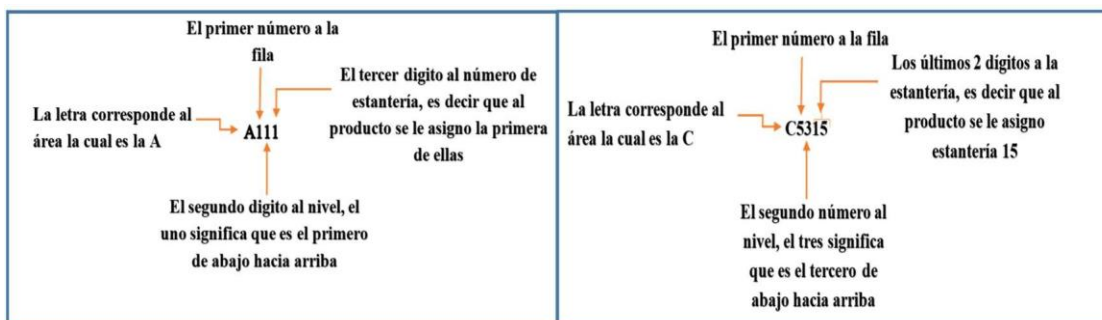 El primer número a la
fila
El tercer digito al número de
estantería, es decir que al
producto se le asigno la primera
de ellas
La letra corresponde al
área la cual es la A
A111
El segundo digito al nivel, el
uno significa que es el primero
de abajo hacia arriba
El primer número a la fila
Los últimos 2 dígitos a la
estantería, es decir que al
producto se le asigno
estantería 15
La letra corresponde al
área la cual es la C
C5315
El segundo número al
nivel, el tres significa
que es el tercero de
abajo hacia arriba